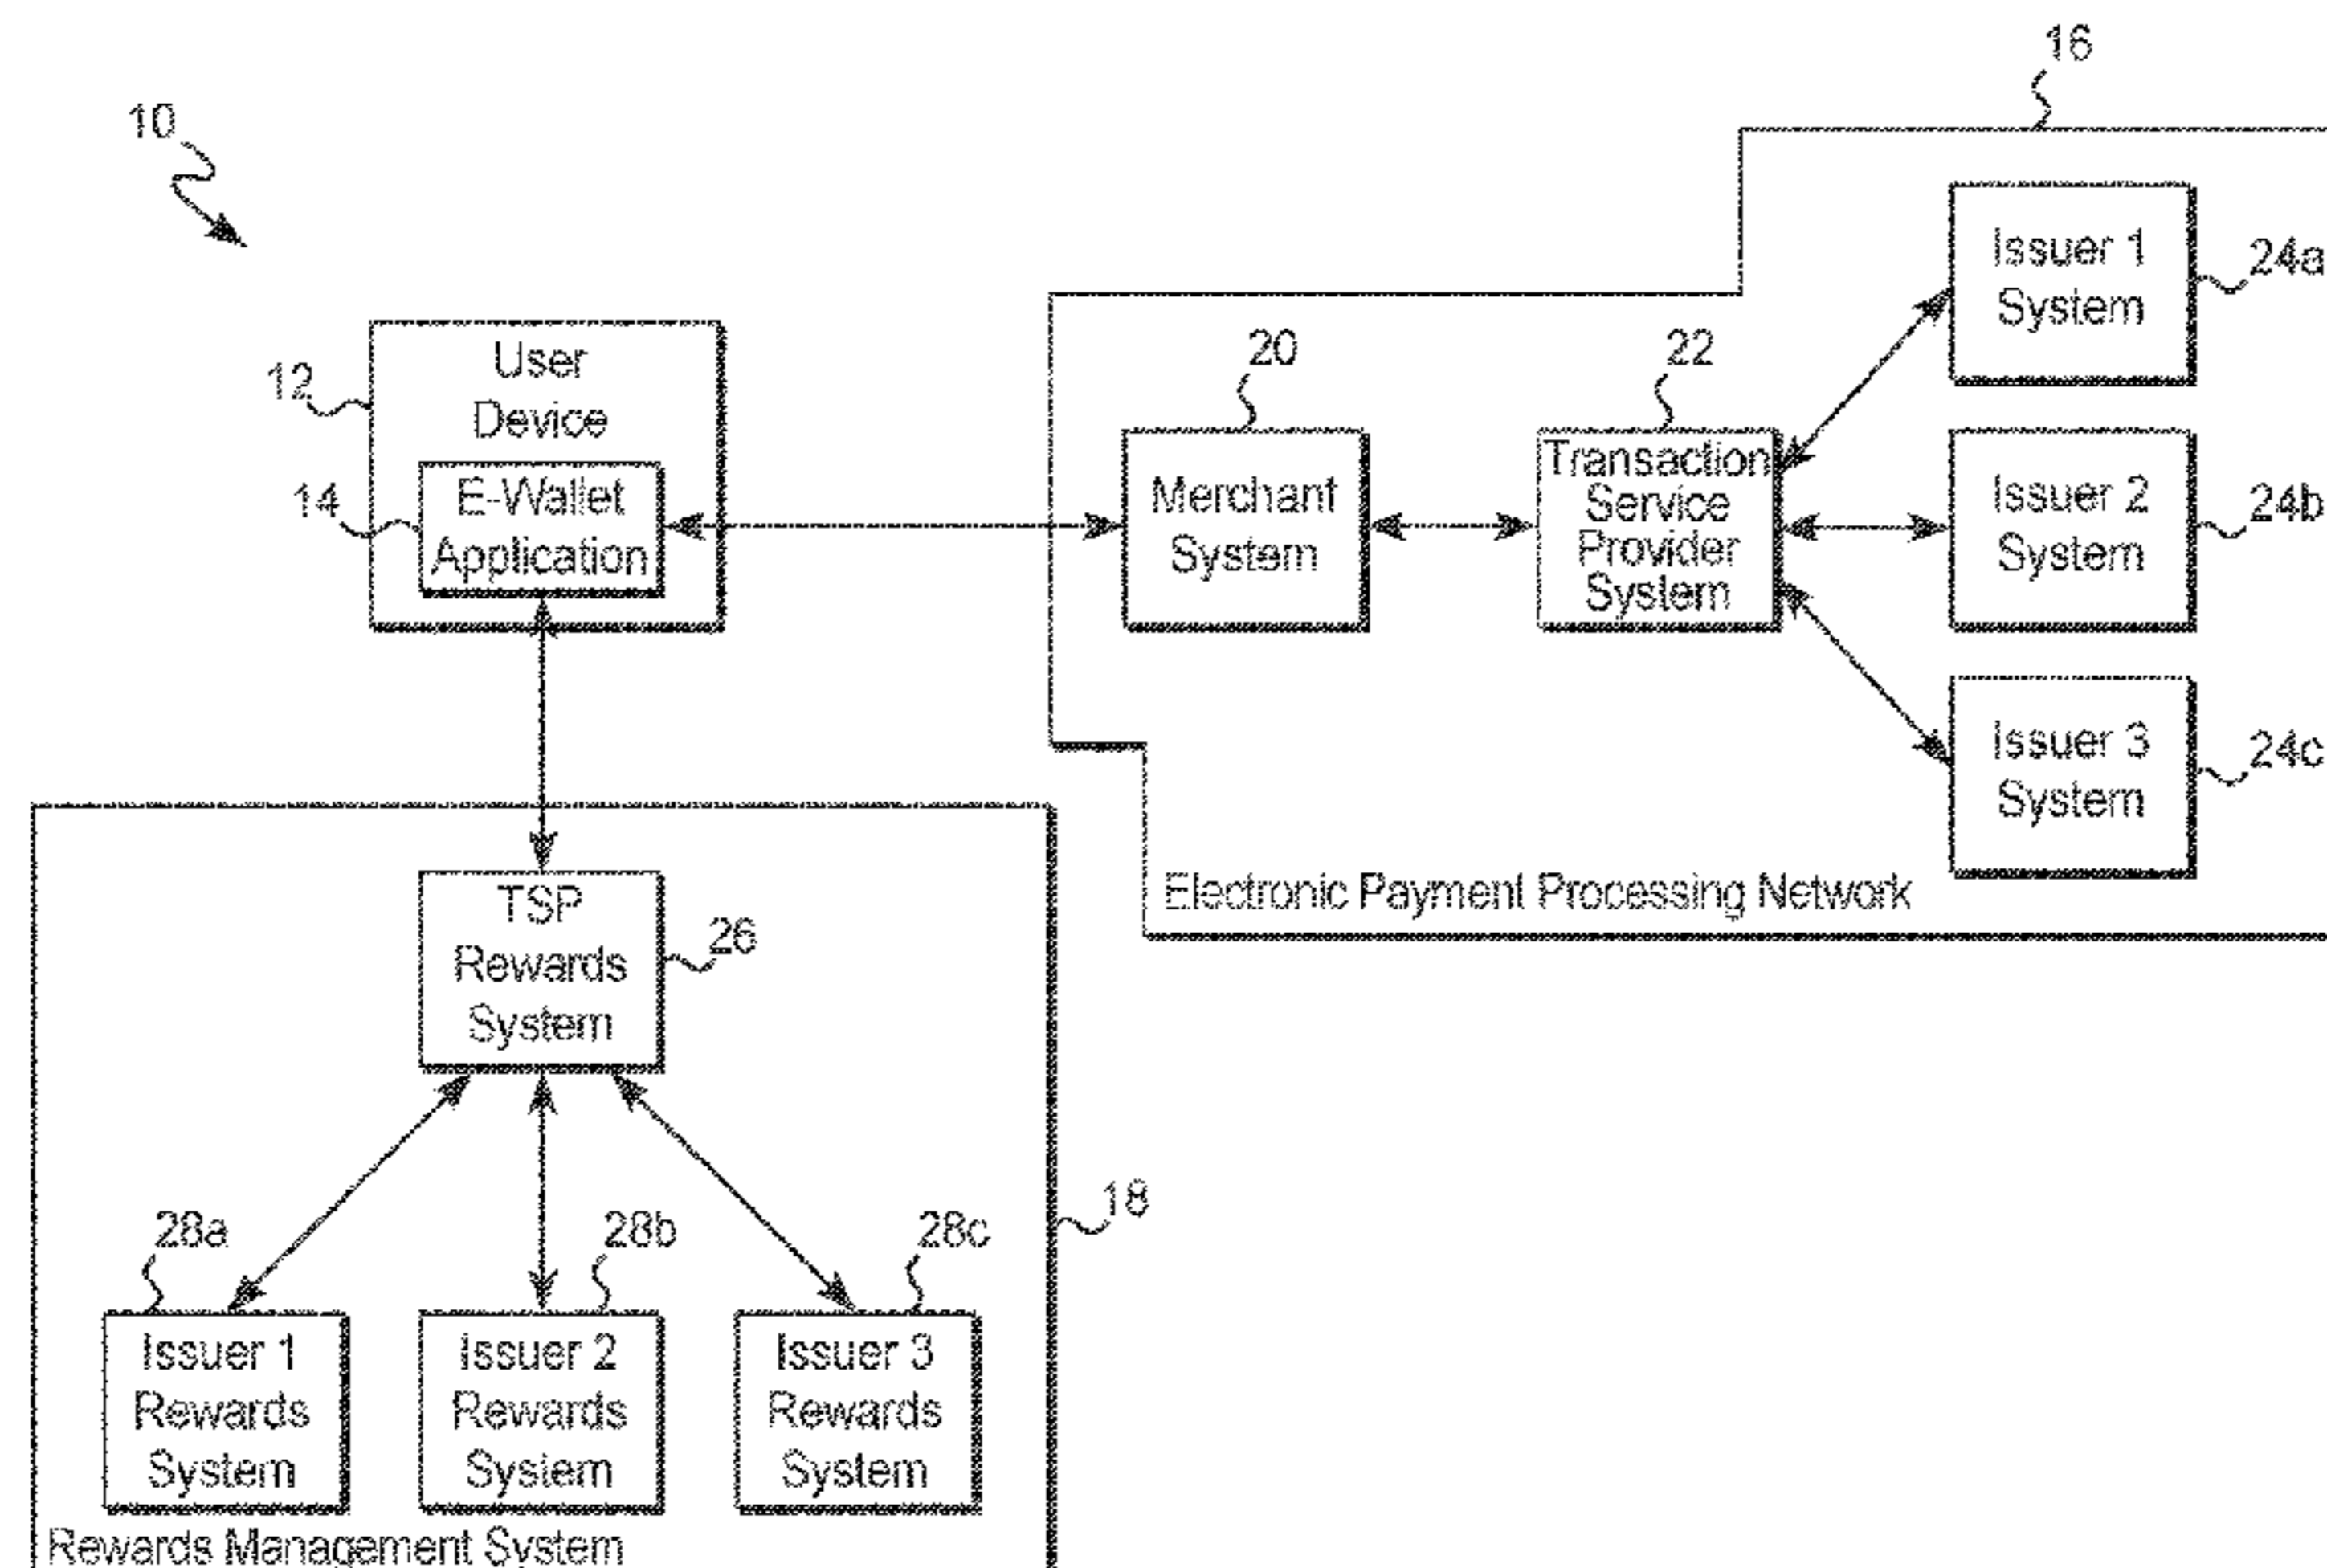 16
10
Issuer 1
System
24a
User
Device
12
20
22
E-Wallet
Application
14
Merchant
System
Transaction
Service
Provider
System
Issuer 2
System
24b
Issuer 3
System
24c
Electronic Payment Processing Network
TSP
Rewards
System
26
18
28a
28b
28c
Issuer 1
Rewards
System
Issuer 2
Rewards
System
Issuer 3
Rewards
System
Rewards Management System